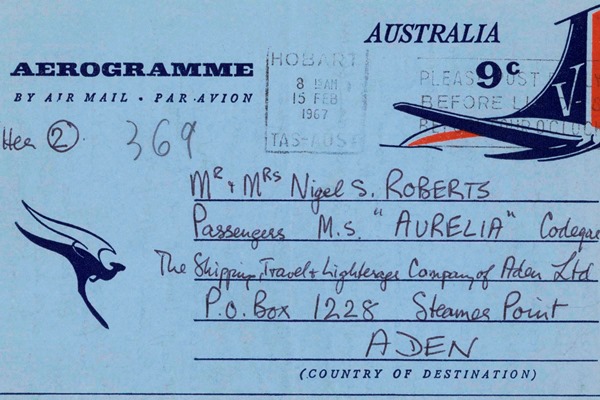 AUSTRALIA
AEROGRAMME
9c
BY AIR MAIL • PAR AVION
HOBART
8 15AM
15 FEB
1967
TAS-AUST
PLEASE POST
BEFORE
② 369
V-
Mr + Mrs Nigel S. ROBERTS
Passengers M.S. "AURELIA"
The Shipping, Travel + Lighterage Company of Aden Ltd
P.O. Box 1228 Steamer Point
ADEN
(COUNTRY OF DESTINATION)